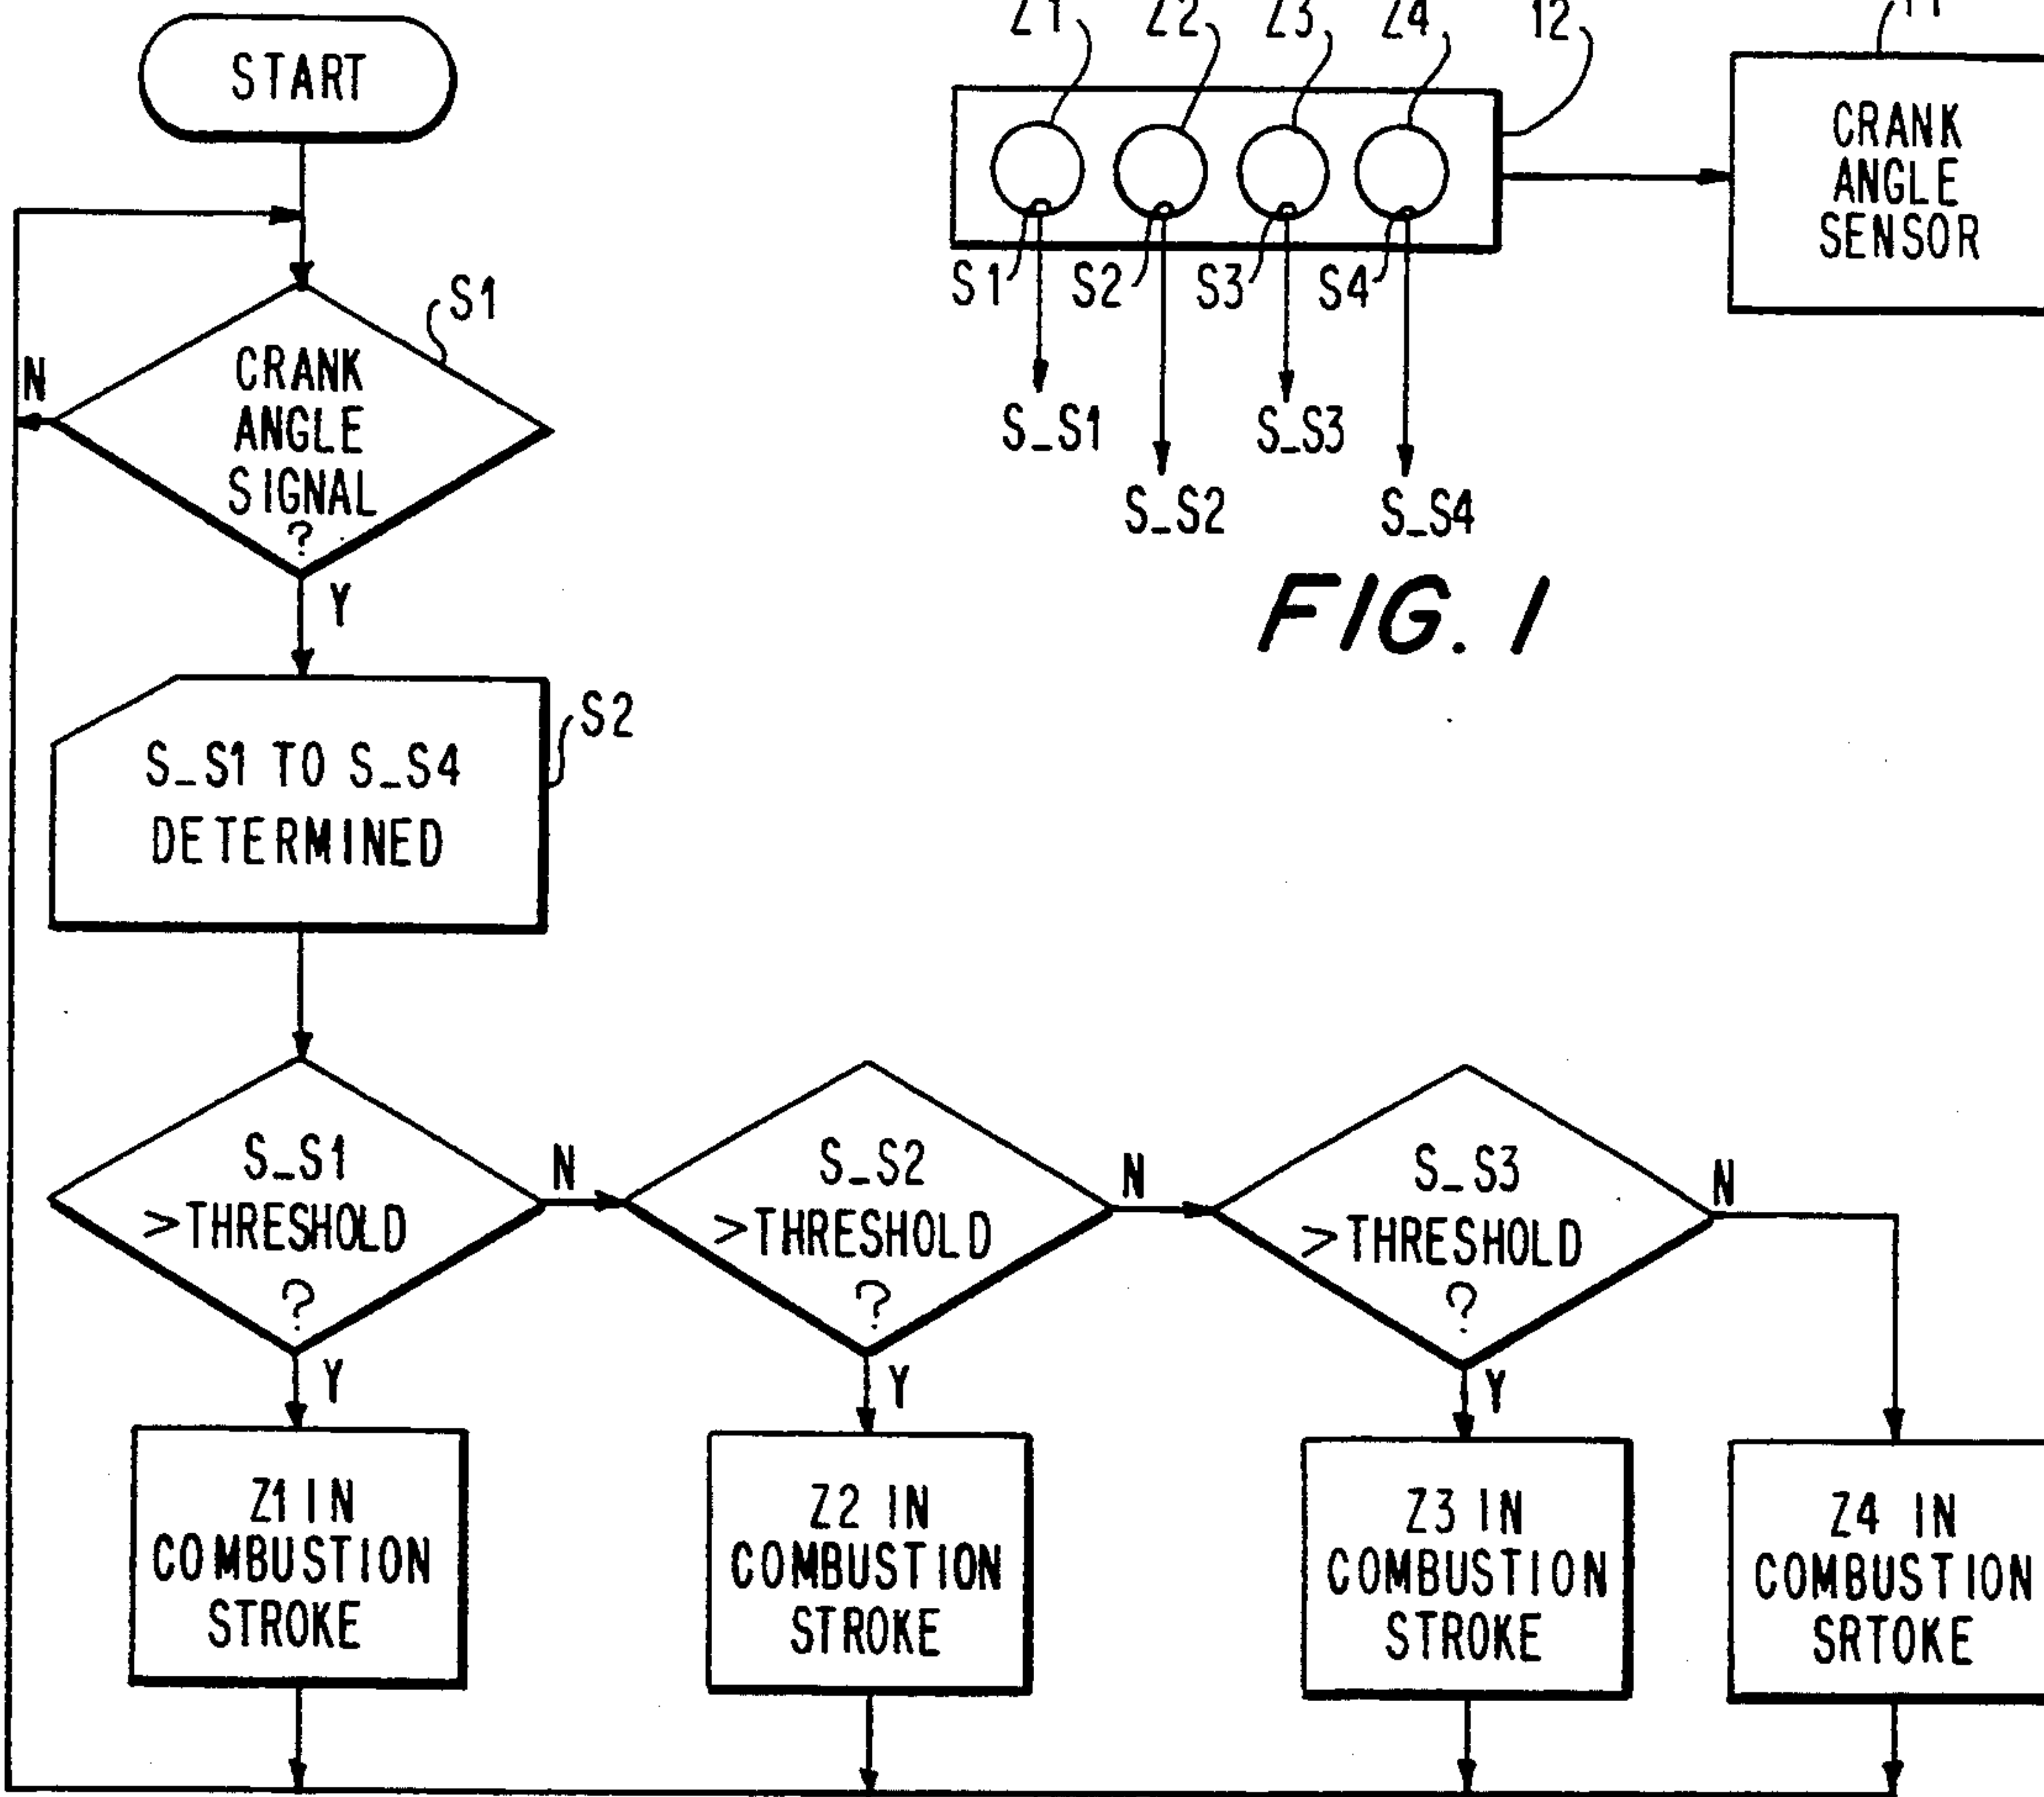 START
Z1
Z2
Z3
Z4
12
11
CRANK
ANGLE
SENSOR
S1
S2
S3
S4
S_S1
S_S3
S_S2
S_S4
FIG. 1
S1
N
CRANK
ANGLE
SIGNAL
?
Y
S2
S_S1 TO S_S4
DETERMINED
S_S1
>THRESHOLD
?
N
Y
S_S2
>THRESHOLD
?
N
Y
S_S3
>THRESHOLD
?
N
Y
Z1 IN
COMBUSTION
STROKE
Z2 IN
COMBUSTION
STROKE
Z3 IN
COMBUSTION
STROKE
Z4 IN
COMBUSTION
SRTOKE